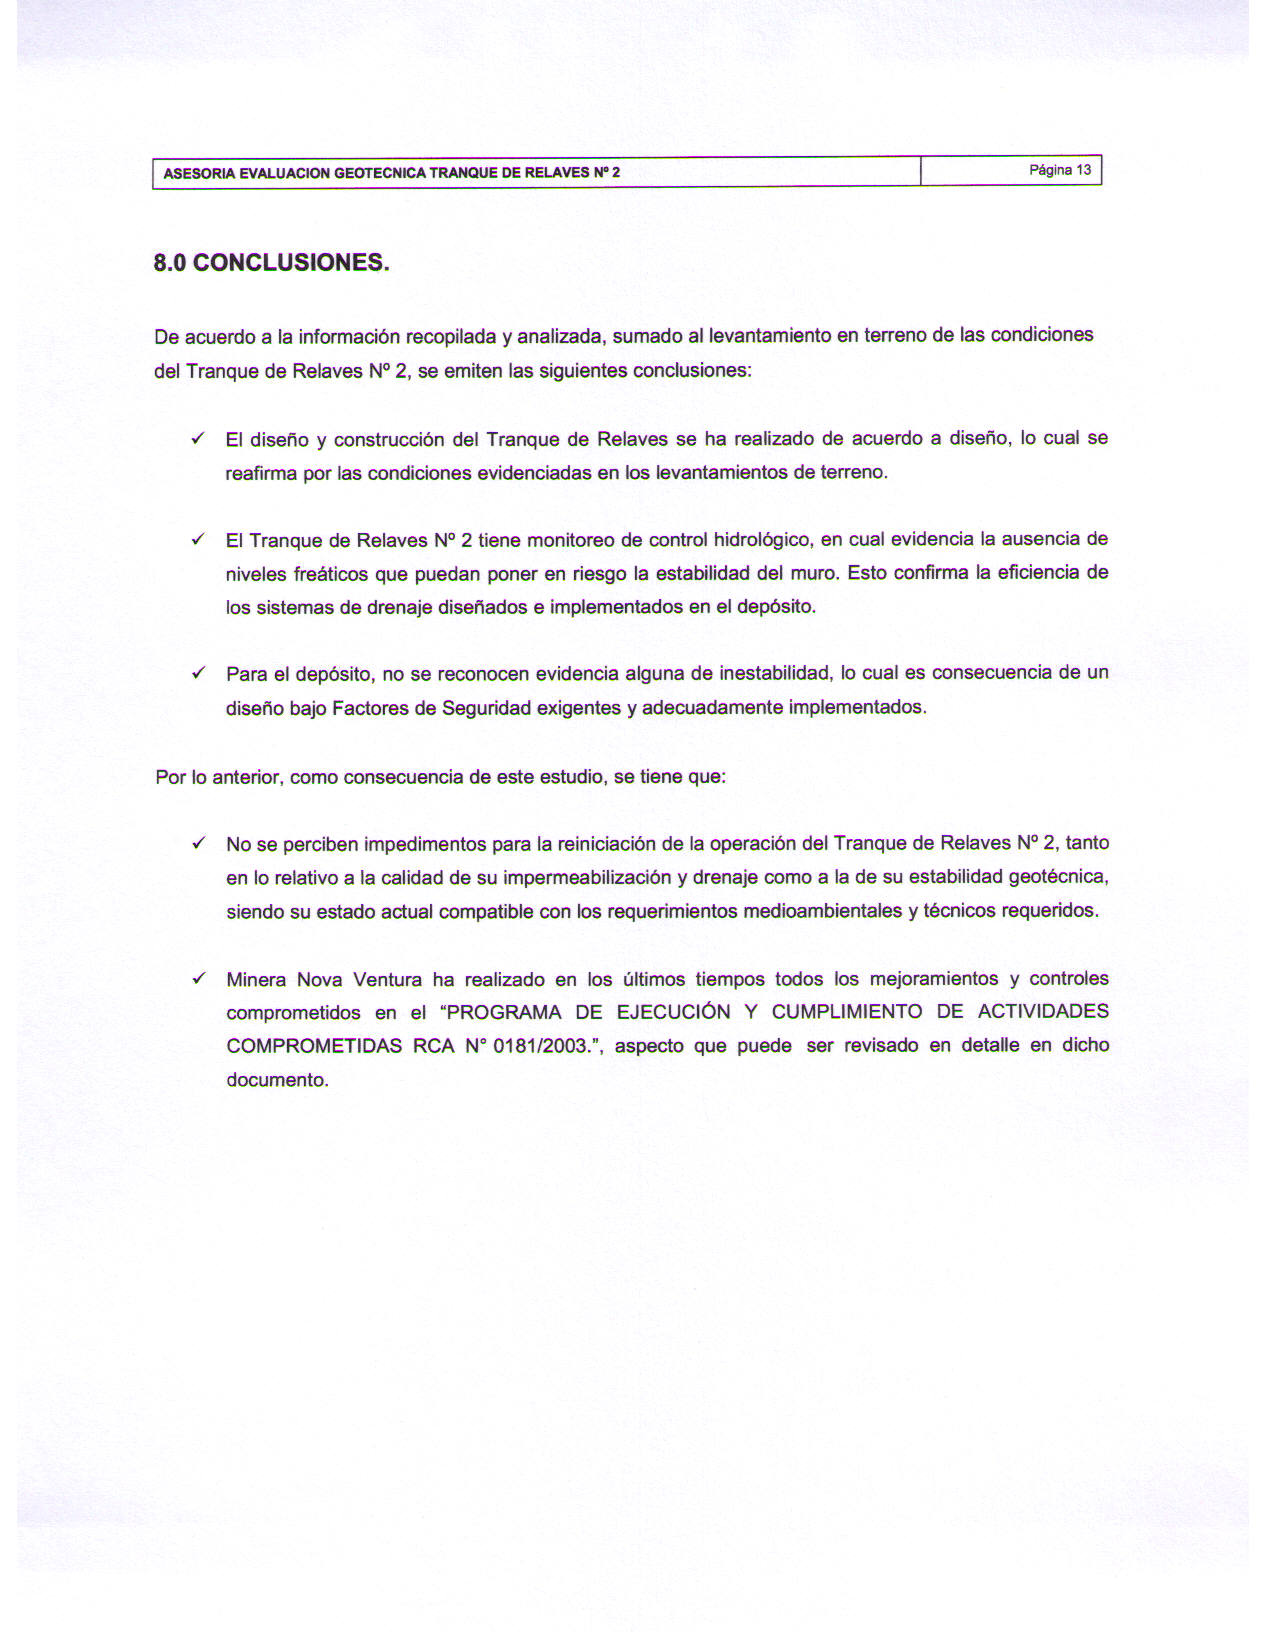 ASESORIA EVALUACION GEOTECNICA TRANQUE DE RELAVES Nº 2
Página 13
8.0 CONCLUSIONES.
De acuerdo a la información recopilada y analizada, sumado al levantamiento en terreno de las condiciones
del Tranque de Relaves Nº 2, se emiten las siguientes conclusiones:
✓ El diseño y construcción del Tranque de Relaves se ha realizado de acuerdo a diseño, lo cual se
reafirma por las condiciones evidenciadas en los levantamientos de terreno.
✓ El Tranque de Relaves Nº 2 tiene monitoreo de control hidrológico, en cual evidencia la ausencia de
niveles freáticos que puedan poner en riesgo la estabilidad del muro. Esto confirma la eficiencia de
los sistemas de drenaje diseñados e implementados en el depósito.
✓ Para el depósito, no se reconocen evidencia alguna de inestabilidad, lo cual es consecuencia de un
diseño bajo Factores de Seguridad exigentes y adecuadamente implementados.
Por lo anterior, como consecuencia de este estudio, se tiene que:
✓ No se perciben impedimentos para la reiniciación de la operación del Tranque de Relaves Nº 2, tanto
en lo relativo a la calidad de su impermeabilización y drenaje como a la de su estabilidad geotécnica,
siendo su estado actual compatible con los requerimientos medioambientales y técnicos requeridos.
✓ Minera Nova Ventura ha realizado en los últimos tiempos todos los mejoramientos y controles
comprometidos en el “PROGRAMA DE EJECUCIÓN Y CUMPLIMIENTO DE ACTIVIDADES
COMPROMETIDAS RCA N° 0181/2003.”, aspecto que puede ser revisado en detalle en dicho
documento.